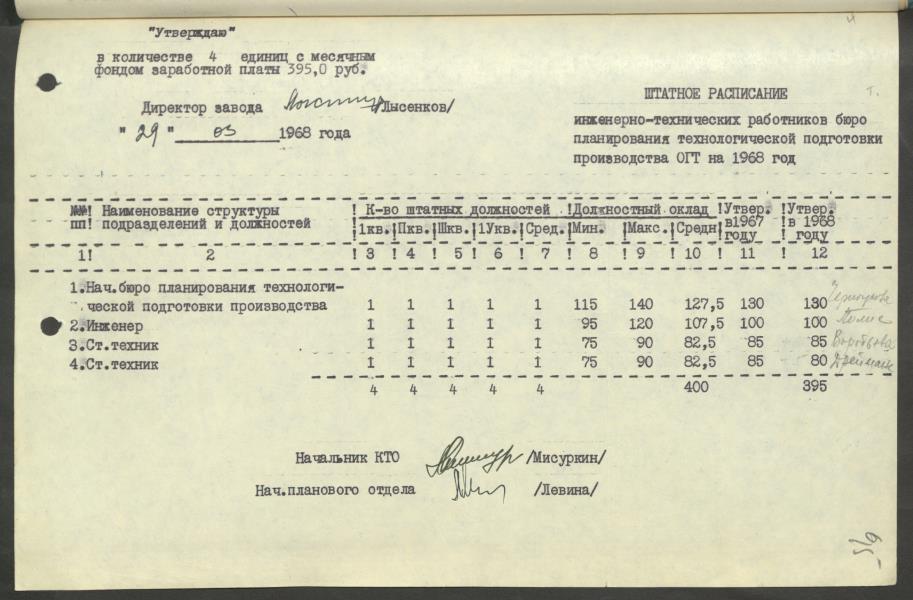 "Утверждаю"
в количестве 4 единиц с месячным
фондом заработной платы 395,0 руб.
Директор завода /Лысенков/
"29" 03 1968 года
ШТАТНОЕ РАСПИСАНИЕ
инженерно-технических работников бюро
планирования технологической подготовки
производства ОГТ на 1968 год
№№! Наименование структуры ! К-во штатных должностей !Должностный оклад !Утвер. !Утвер.
пп! подразделений и должностей !1кв.!Пкв.!Шкв. !1Укв.!Сред. !Мин. !Макс.!Средн !в1967 году !в 1968 году
1! 2 ! 3 ! 4 ! 5 ! 6 ! 7 ! 8 ! 9 ! 10 ! 11 ! 12
1.Нач.бюро планирования технологи-
ческой подготовки производства 1 1 1 1 1 115 140 127,5 130 130
2.Инженер 1 1 1 1 1 95 120 107,5 100 100
3.Ст.техник 1 1 1 1 1 75 90 82,5 85 85 Воробьева
4.Ст.техник 1 1 1 1 1 75 90 82,5 85 80
4 4 4 4 4 400 395
Начальник КТО /Мисуркин/
Нач.планового отдела /Левина/